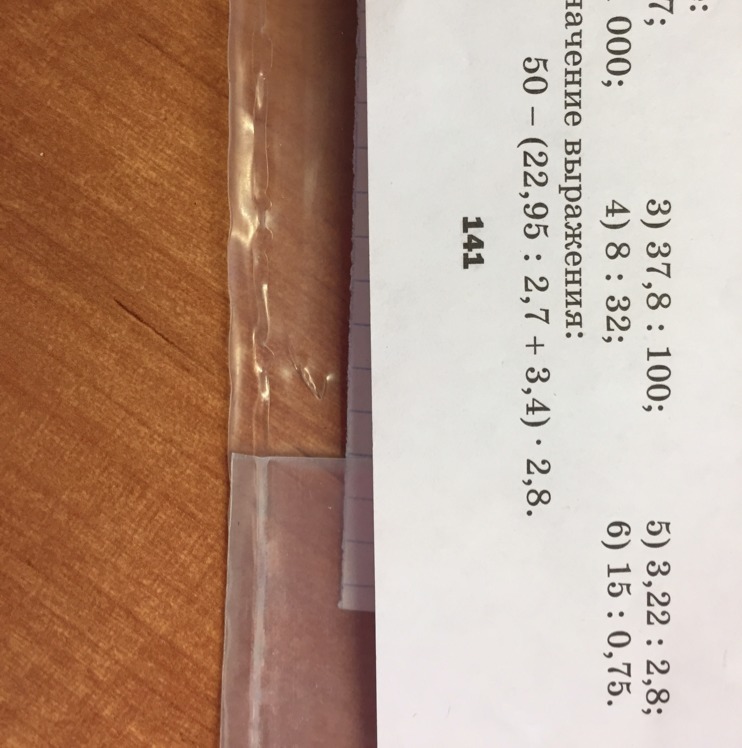 7; 3) 37,8 : 100; 5) 3,22 : 2,8;
000; 4) 8 : 32; 6) 15 : 0,75.
начение выражения:
50 − (22,95 : 2,7 + 3,4) · 2,8.
141